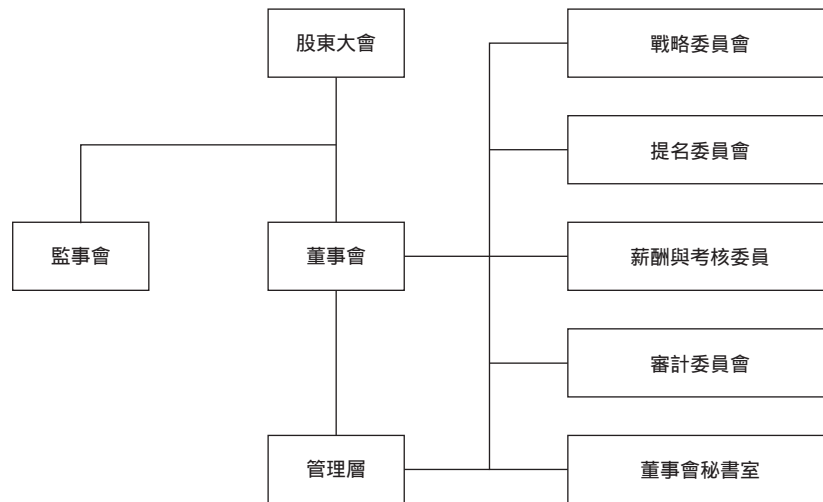 股東大會
戰略委員會
提名委員會
監事會
董事會
薪酬與考核委員
審計委員會
管理層
董事會秘書室